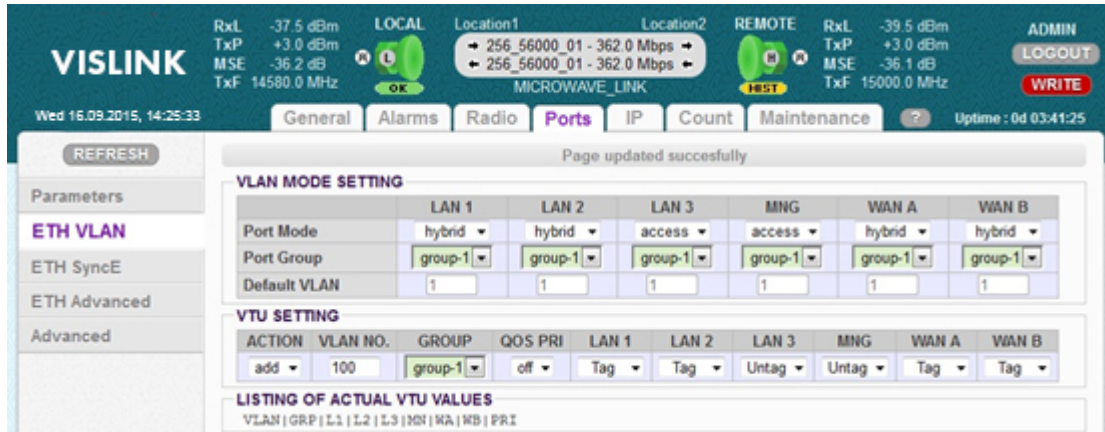 RxL -37.5 dBm LOCAL Location1 Location2 REMOTE RxL -39.5 dBm ADMIN
TxP +3.0 dBm → 256_56000_01 - 362.0 Mbps → TxP +3.0 dBm LOGOUT
VISLINK MSE -36.2 dB R L ← 256_56000_01 - 362.0 Mbps ← MSE -36.1 dB
TxF 14580.0 MHz OK MICROWAVE_LINK HIST TxF 15000.0 MHz WRITE
Wed 16.09.2015, 14:25:33 General Alarms Radio Ports IP Count Maintenance ? Uptime : 0d 03:41:25
REFRESH Page updated succesfully
Parameters
ETH VLAN
ETH SyncE
ETH Advanced
Advanced
VLAN MODE SETTING
LAN 1 LAN 2 LAN 3 MNG WAN A WAN B
Port Mode hybrid hybrid access access hybrid hybrid
Port Group group-1 group-1 group-1 group-1 group-1 group-1
Default VLAN 1 1 1 1 1 1
VTU SETTING
ACTION VLAN NO. GROUP QOS PRI LAN 1 LAN 2 LAN 3 MNG WAN A WAN B
add 100 group-1 off Tag Tag Untag Untag Tag Tag
LISTING OF ACTUAL VTU VALUES
VLAN|GRP|L1|L2|L3|MN|WA|WB|PRI